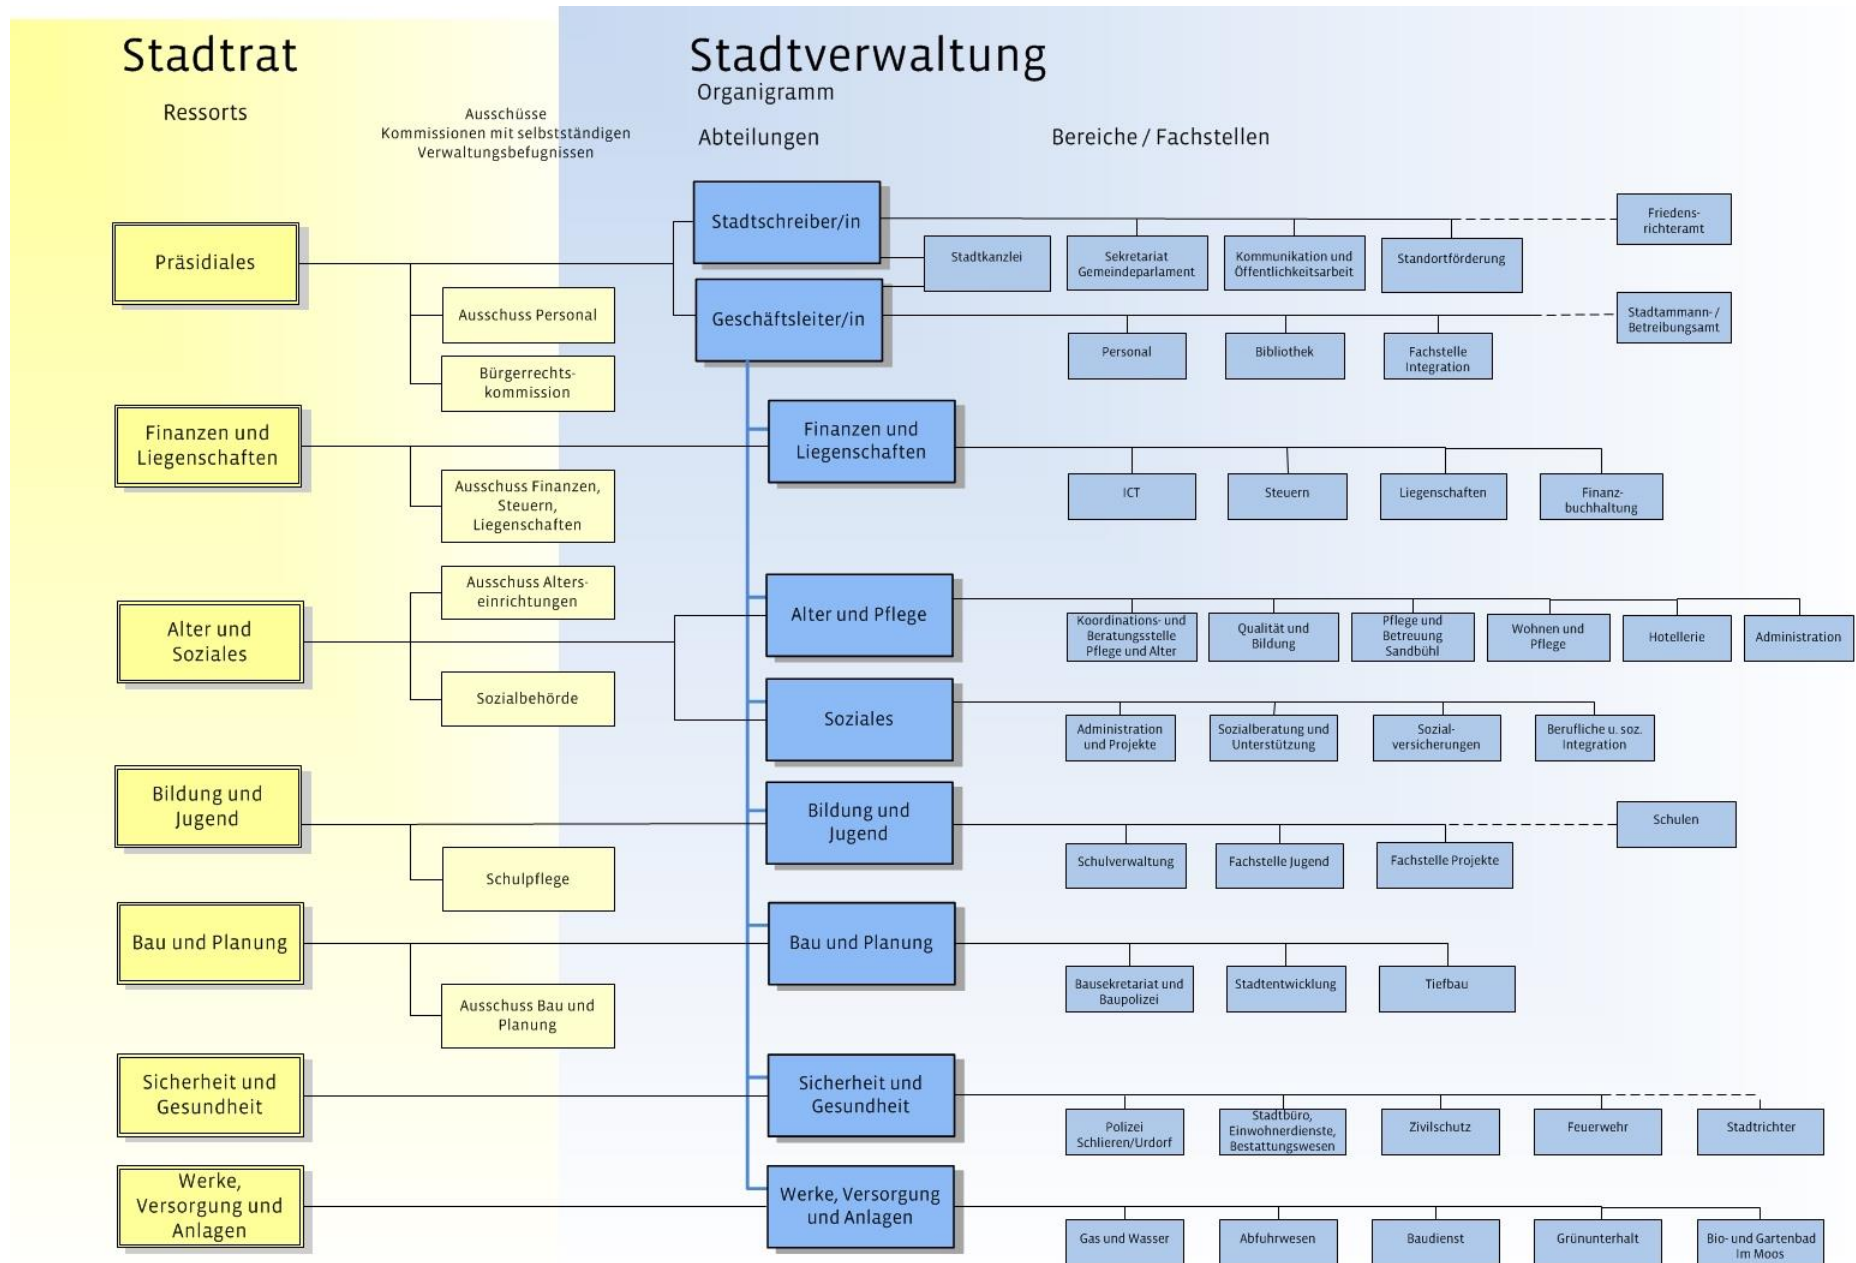 Stadtrat
Stadtverwaltung
Organigramm
Ressorts
Ausschüsse
Kommissionen mit selbstständigen
Verwaltungsbefugnissen
Abteilungen
Bereiche / Fachstellen
Präsidiales
Ausschuss Personal
Bürgerrechts-
kommission
Stadtschreiber/in
Stadtkanzlei
Sekretariat
Gemeindeparlament
Kommunikation und
Öffentlichkeitsarbeit
Standortförderung
Friedens-
richteramt
Geschäftsleiter/in
Personal
Bibliothek
Fachstelle
Integration
Stadtammann-/
Betreibungsamt
Finanzen und
Liegenschaften
Ausschuss Finanzen,
Steuern,
Liegenschaften
Finanzen und
Liegenschaften
ICT
Steuern
Liegenschaften
Finanz-
buchhaltung
Alter und
Soziales
Ausschuss Alters-
einrichtungen
Sozialbehörde
Alter und Pflege
Koordinations- und
Beratungsstelle
Pflege und Alter
Qualität und
Bildung
Pflege und
Betreuung
Sandbühl
Wohnen und
Pflege
Hotellerie
Administration
Soziales
Administration
und Projekte
Sozialberatung und
Unterstützung
Sozial-
versicherungen
Berufliche u. soz.
Integration
Bildung und
Jugend
Schulpflege
Bildung und
Jugend
Schulverwaltung
Fachstelle Jugend
Fachstelle Projekte
Schulen
Bau und Planung
Ausschuss Bau und
Planung
Bau und Planung
Bausekretariat und
Baupolizei
Stadtentwicklung
Tiefbau
Sicherheit und
Gesundheit
Sicherheit und
Gesundheit
Polizei
Schlieren/Urdorf
Stadtbüro,
Einwohnerdienste,
Bestattungswesen
Zivilschutz
Feuerwehr
Stadtrichter
Werke,
Versorgung und
Anlagen
Werke, Versorgung
und Anlagen
Gas und Wasser
Abfuhrwesen
Baudienst
Grünunterhalt
Bio- und Gartenbad
Im Moos